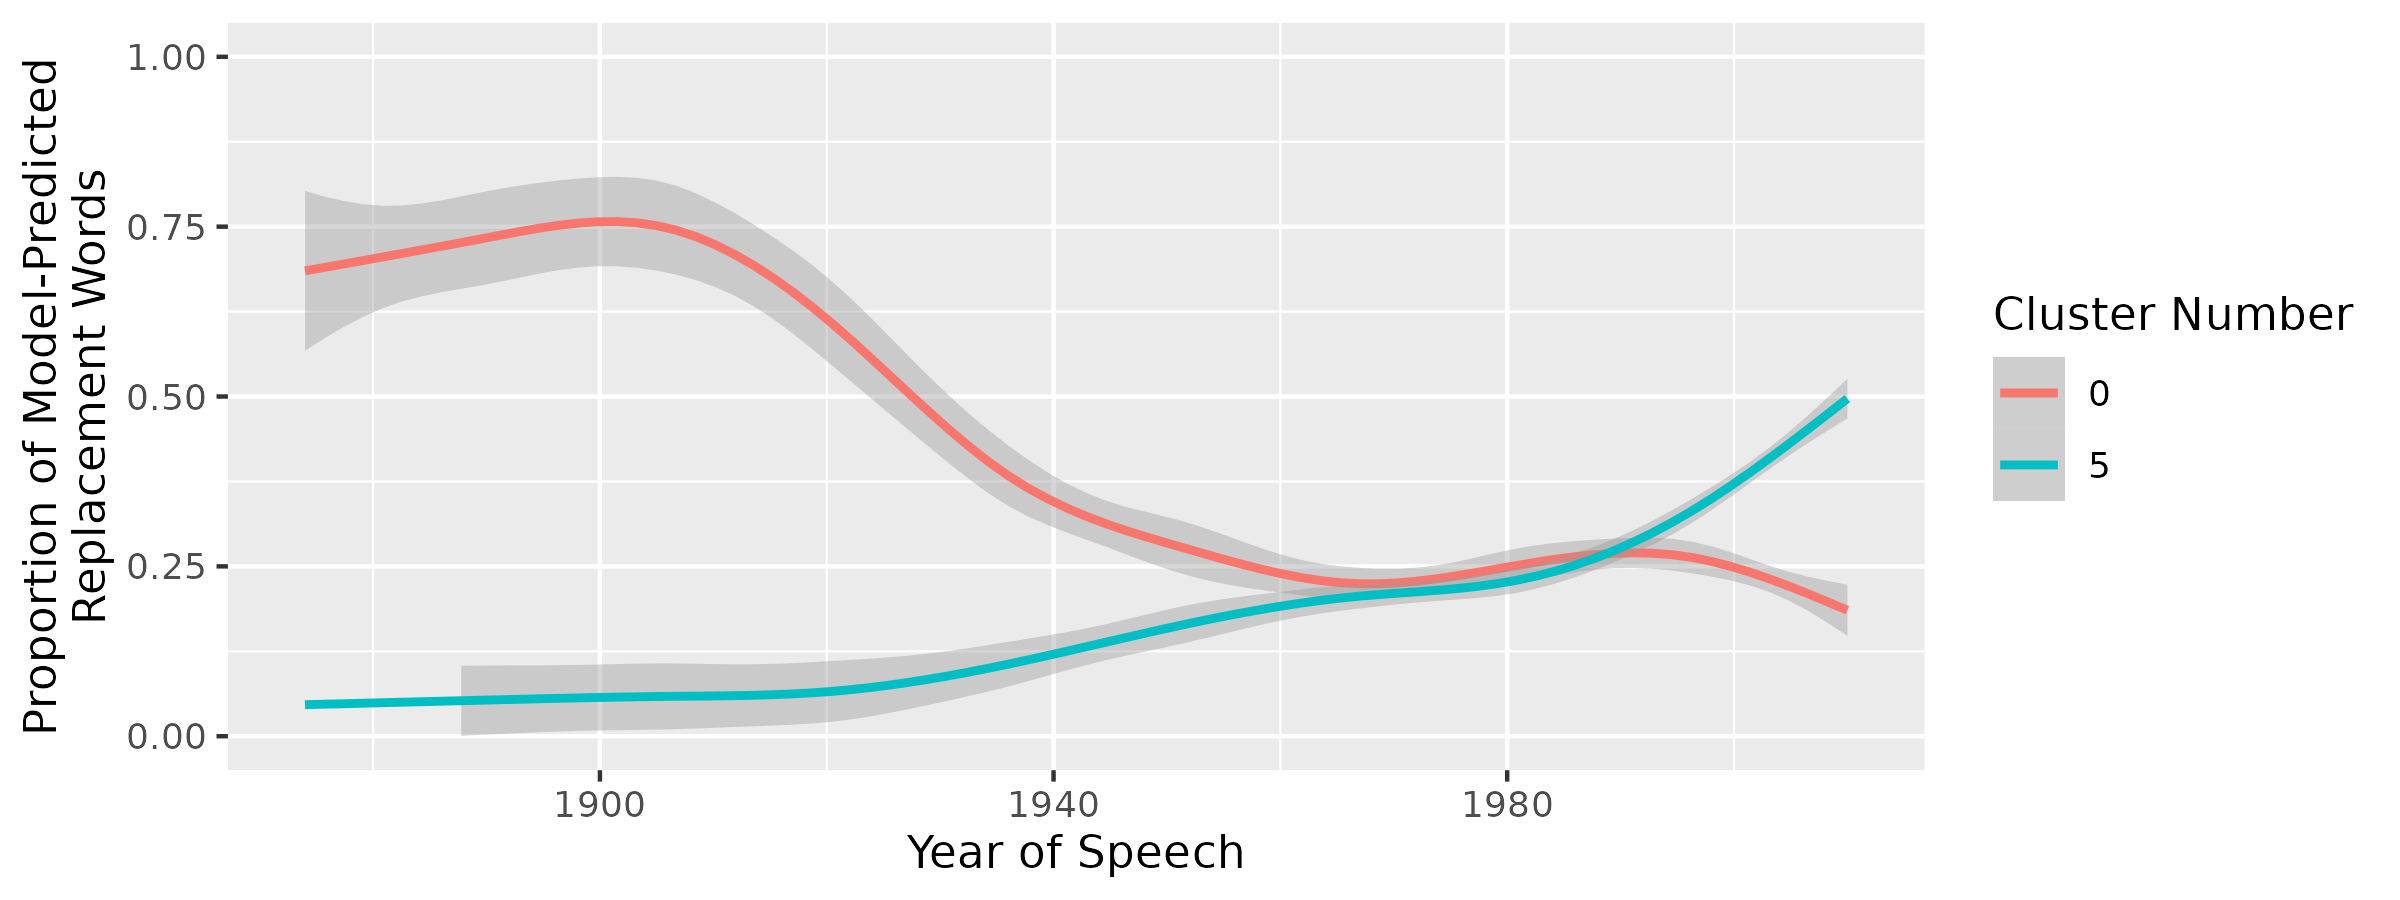 Proportion of Model-Predicted
Replacement Words
1.00
0.75
0.50
0.25
0.00
1900
1940
1980
Year of Speech
Cluster Number
0
5